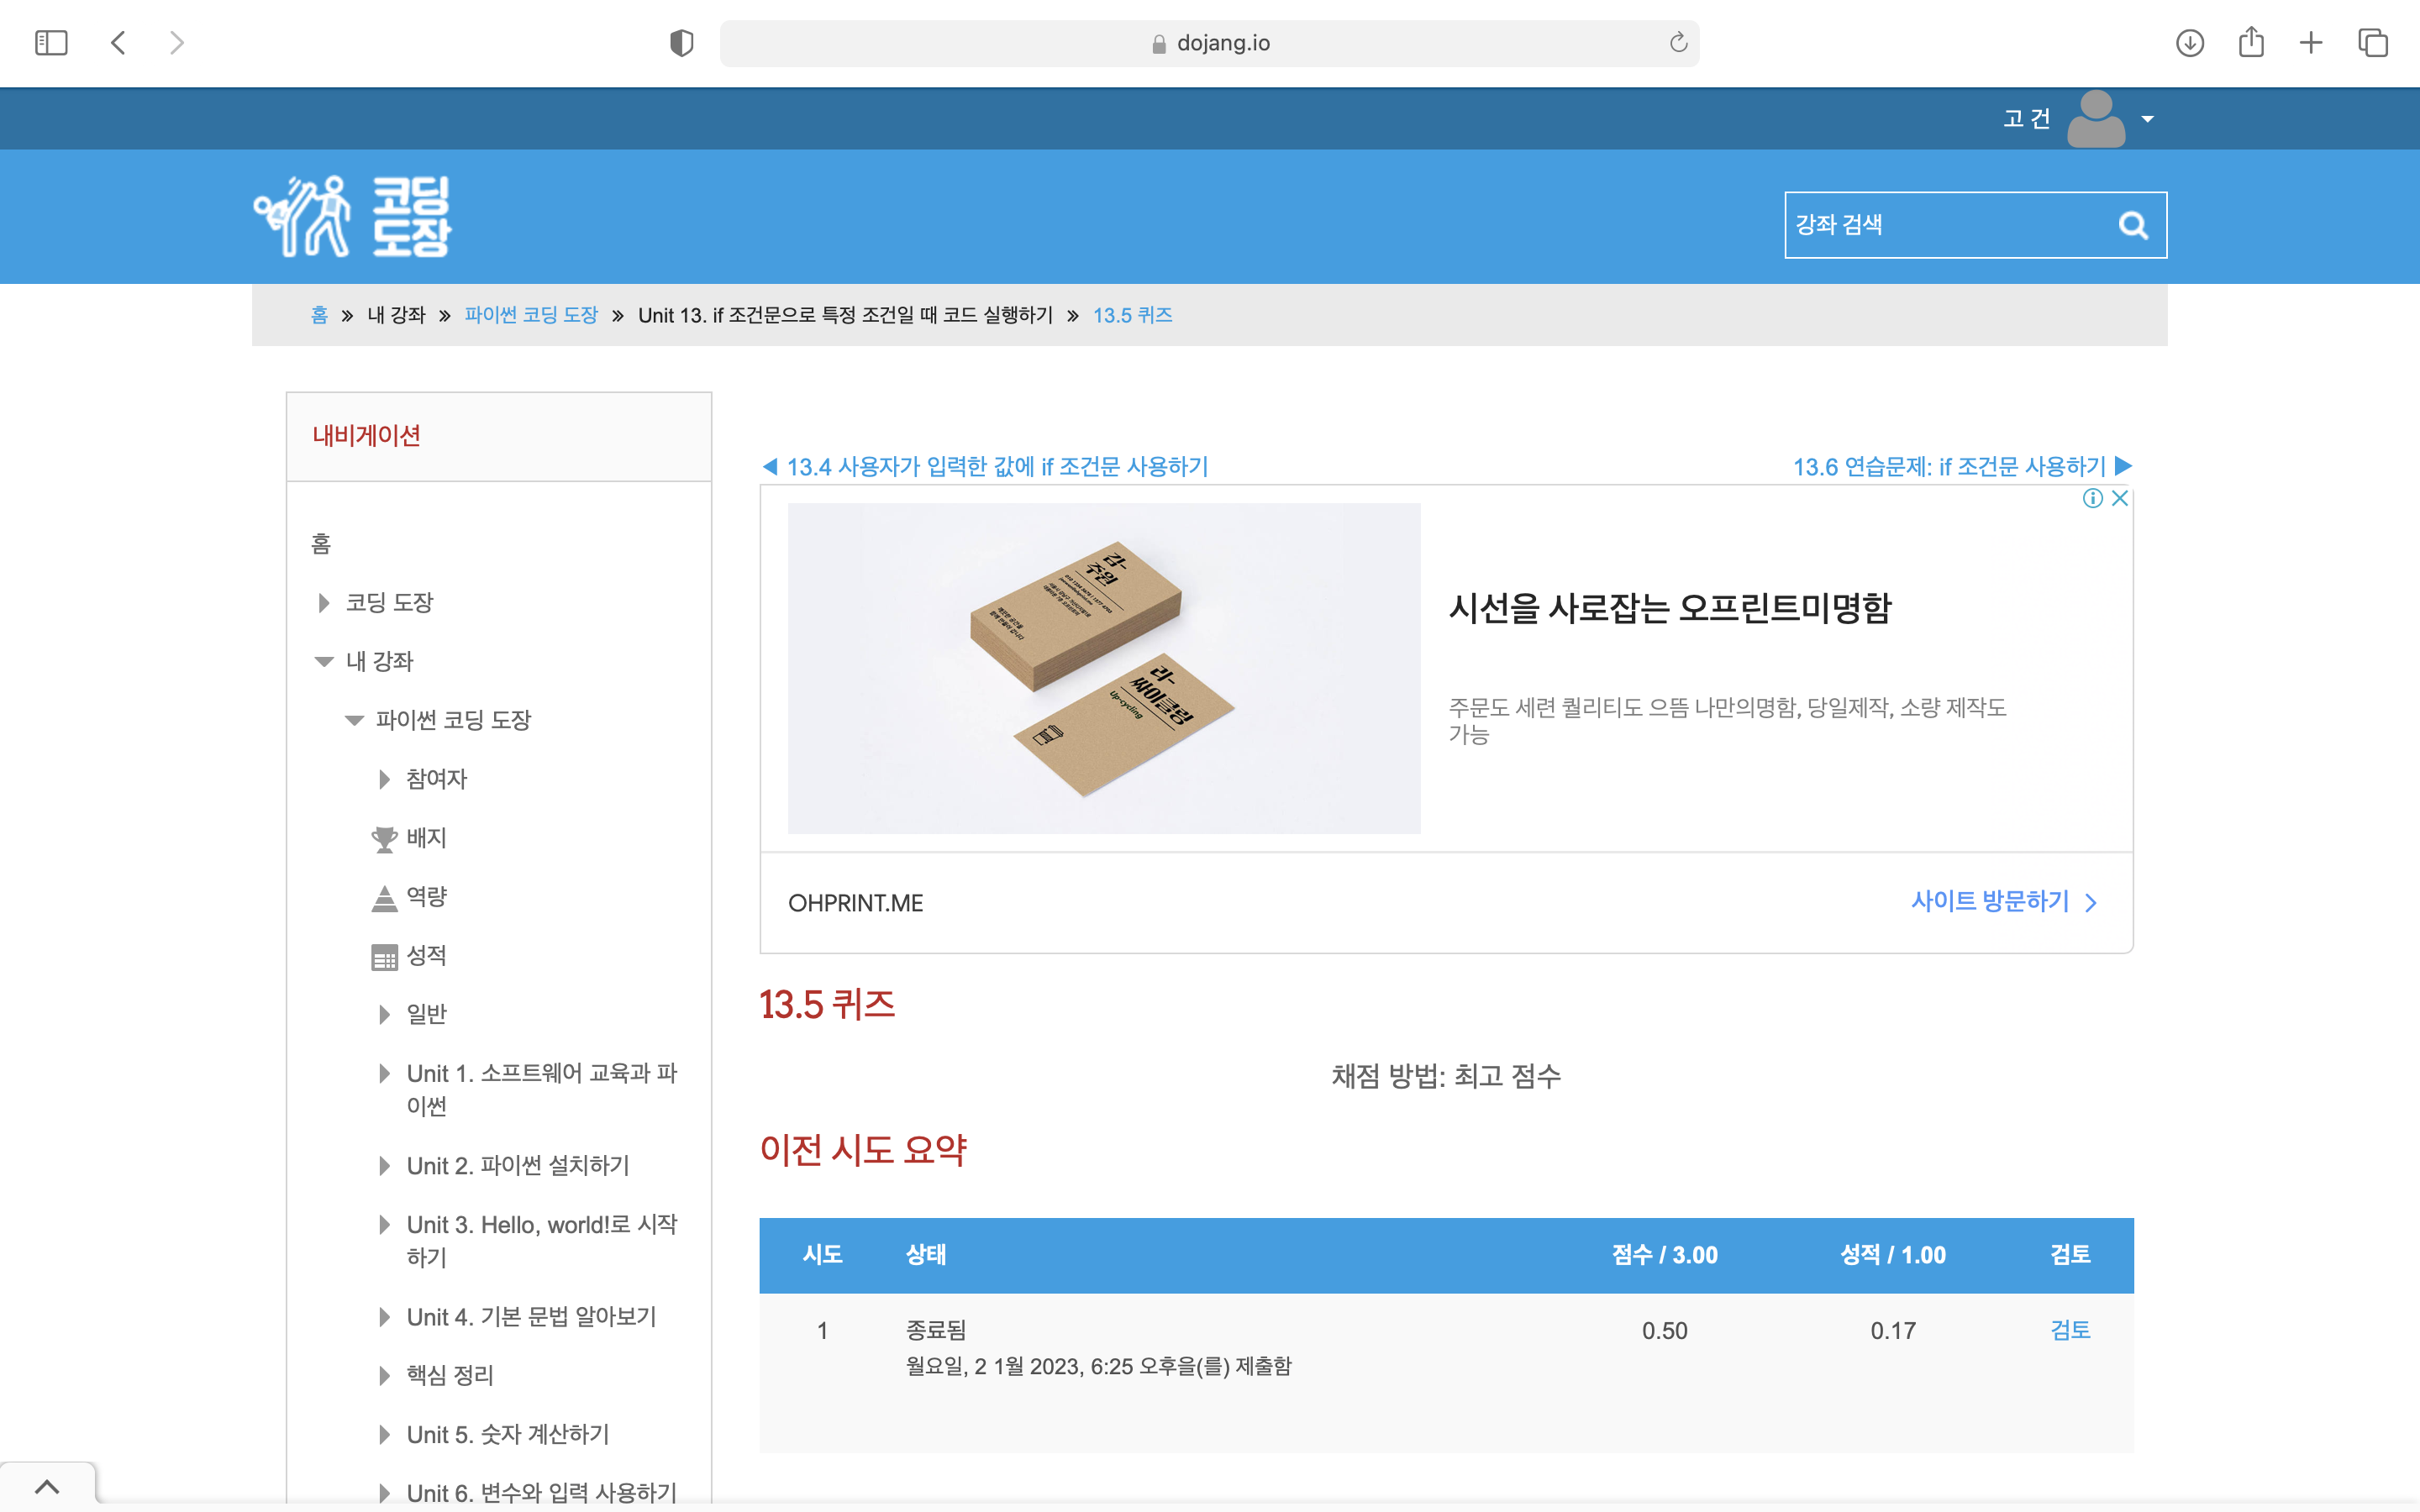 dojang.io
고 건
코딩
도장
강좌 검색
홈 » 내 강좌 » 파이썬 코딩 도장 » Unit 13. if 조건문으로 특정 조건일 때 코드 실행하기 » 13.5 퀴즈
내비게이션
홈
코딩 도장
내 강좌
파이썬 코딩 도장
참여자
배지
역량
성적
일반
Unit 1. 소프트웨어 교육과 파
이썬
Unit 2. 파이썬 설치하기
Unit 3. Hello, world!로 시작
하기
Unit 4. 기본 문법 알아보기
핵심 정리
Unit 5. 숫자 계산하기
Unit 6. 변수와 입력 사용하기
◀ 13.4 사용자가 입력한 값에 if 조건문 사용하기
13.6 연습문제: if 조건문 사용하기 ▶
김-
주원
라-
싸이클링
Upcycling
시선을 사로잡는 오프린트미명함
주문도 세련 퀄리티도 으뜸 나만의명함, 당일제작, 소량 제작도
가능
OHPRINT.ME
사이트 방문하기
13.5 퀴즈
채점 방법: 최고 점수
이전 시도 요약
시도 상태 점수 / 3.00 성적 / 1.00 검토
1 종료됨 0.50 0.17 검토
월요일, 2 1월 2023, 6:25 오후을(를) 제출함